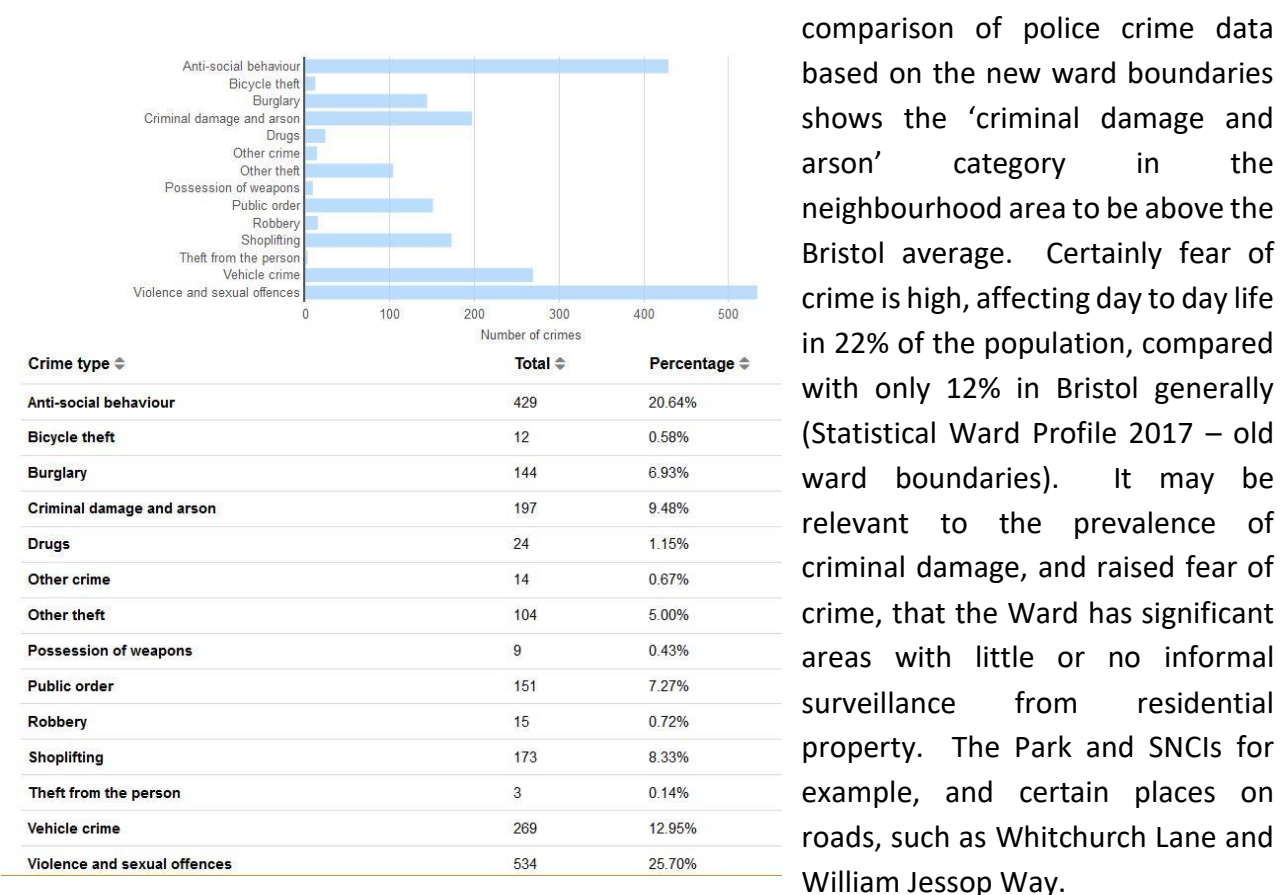 Anti-social behaviour
Bicycle theft
Burglary
Criminal damage and arson
Drugs
Other crime
Other theft
Possession of weapons
Public order
Robbery
Shoplifting
Theft from the person
Vehicle crime
Violence and sexual offences
0 100 200 300 400 500
Number of crimes
Crime type Total Percentage
Anti-social behaviour 429 20.64%
Bicycle theft 12 0.58%
Burglary 144 6.93%
Criminal damage and arson 197 9.48%
Drugs 24 1.15%
Other crime 14 0.67%
Other theft 104 5.00%
Possession of weapons 9 0.43%
Public order 151 7.27%
Robbery 15 0.72%
Shoplifting 173 8.33%
Theft from the person 3 0.14%
Vehicle crime 269 12.95%
Violence and sexual offences 534 25.70%
comparison of police crime data
based on the new ward boundaries
shows the ‘criminal damage and
arson’ category in the
neighbourhood area to be above the
Bristol average. Certainly fear of
crime is high, affecting day to day life
in 22% of the population, compared
with only 12% in Bristol generally
(Statistical Ward Profile 2017 – old
ward boundaries). It may be
relevant to the prevalence of
criminal damage, and raised fear of
crime, that the Ward has significant
areas with little or no informal
surveillance from residential
property. The Park and SNCIs for
example, and certain places on
roads, such as Whitchurch Lane and
William Jessop Way.